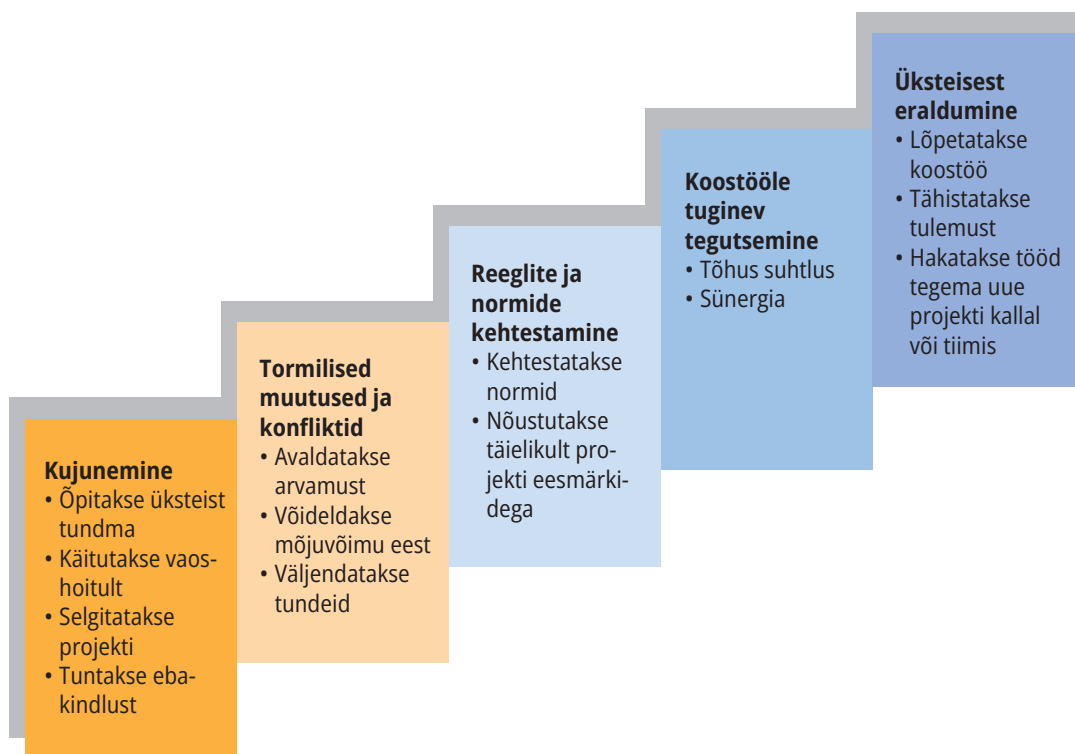 Kujunemine
• Õpitakse üksteist
tundma
• Käitutakse vaos-
hoitult
• Selgitatakse
projekti
• Tuntakse eba-
kindlust
Tormilised
muutused ja
konfliktid
• Avaldatakse
arvamust
• Võideldakse
mõjuvõimu eest
• Väljendatakse
tundeid
Reeglite ja
normide
kehtestamine
• Kehtestatakse
normid
• Nõustutakse
täielikult pro-
jekti eesmärki-
dega
Koostööle
tuginev
tegutsemine
• Tõhus suhtlus
• Sünergia
Üksteisest
eraldumine
• Lõpetatakse
koostöö
• Tähistatakse
tulemust
• Hakatakse tööd
tegema uue
projekti kallal
või tiimis